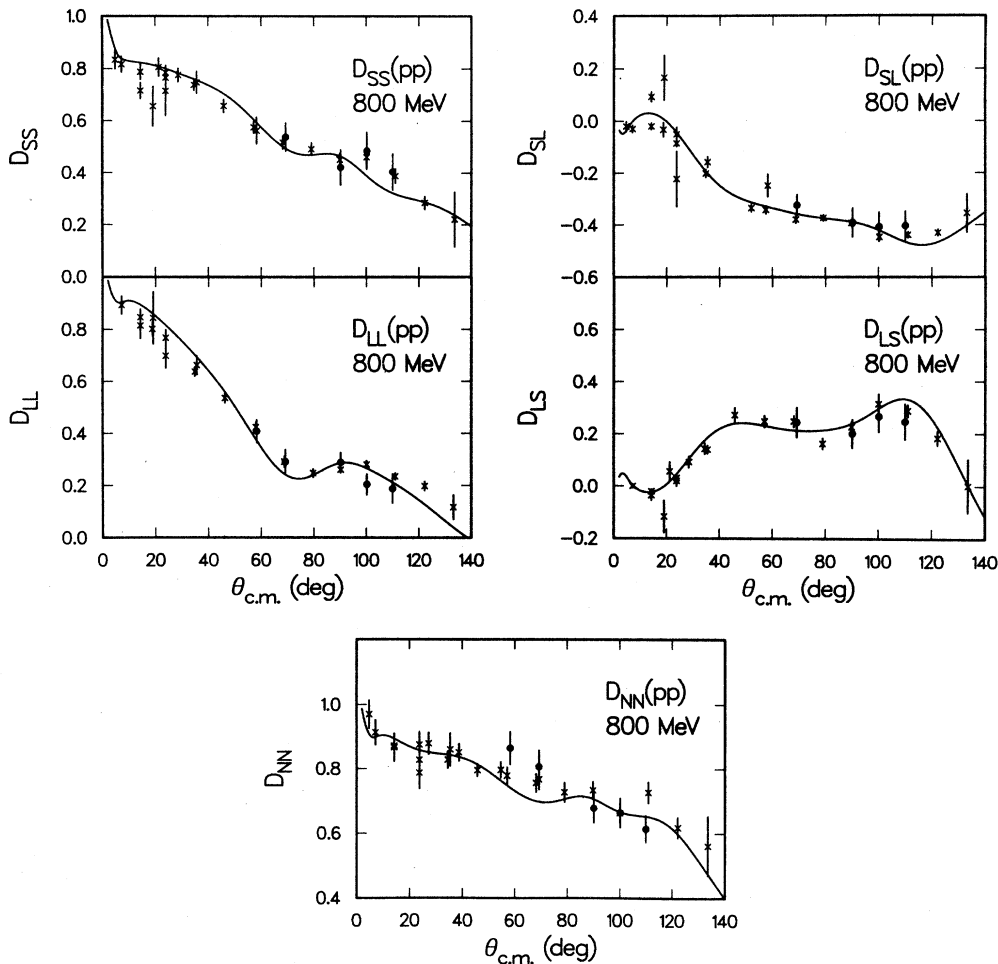 1.0
0.8
0.6
0.4
0.2
0.0
D_SS
D_SS(pp)
800 MeV
0.8
0.6
0.4
0.2
0.0
D_LL
D_LL(pp)
800 MeV
0 20 40 60 80 100 120 140
θ_c.m. (deg)
0.4
0.2
0.0
−0.2
−0.4
−0.6
D_SL
D_SL(pp)
800 MeV
0.6
0.4
0.2
0.0
−0.2
D_LS
D_LS(pp)
800 MeV
0 20 40 60 80 100 120 140
θ_c.m. (deg)
1.0
0.8
0.6
0.4
D_NN
D_NN(pp)
800 MeV
0 20 40 60 80 100 120 140
θ_c.m. (deg)